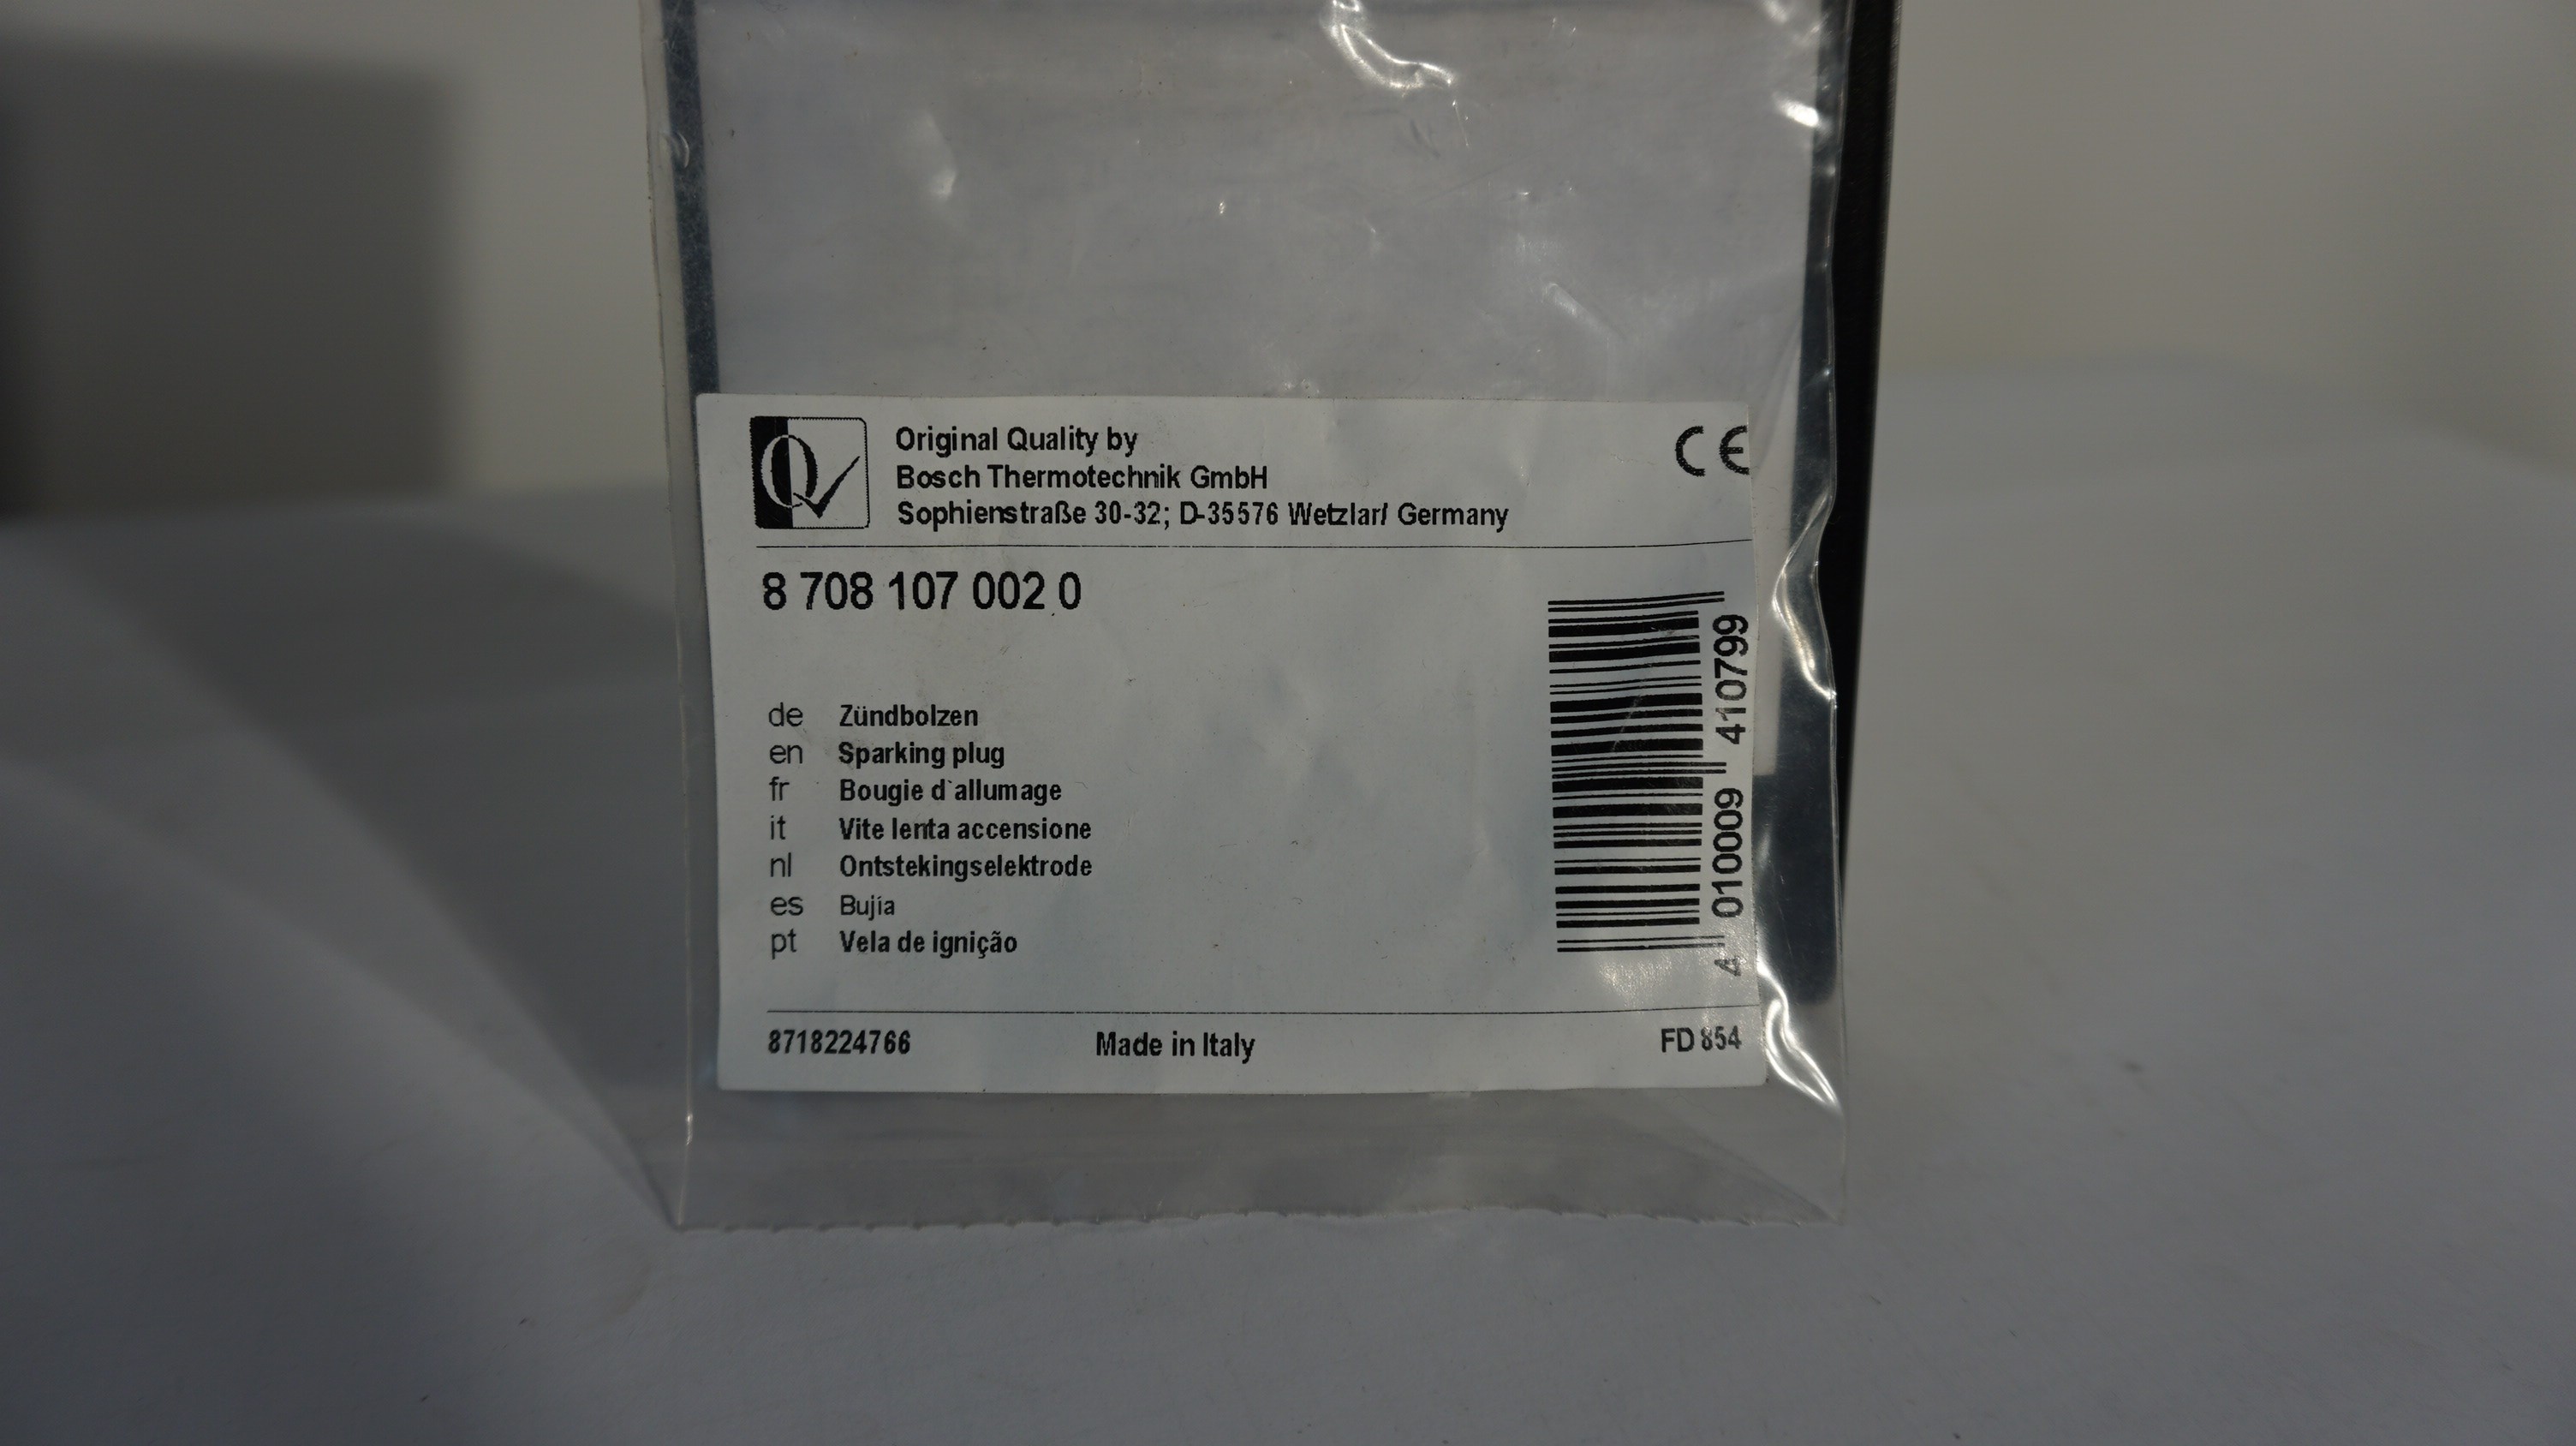 Original Quality by
Bosch Thermotechnik GmbH
Sophienstraße 30-32; D-35576 Wetzlar/ Germany
CE
8 708 107 002 0
de Zündbolzen
en Sparking plug
fr Bougie d`allumage
it Vite lenta accensione
nl Ontstekingselektrode
es Bujía
pt Vela de ignição
4 010009 410799
8718224766 Made in Italy FD 854